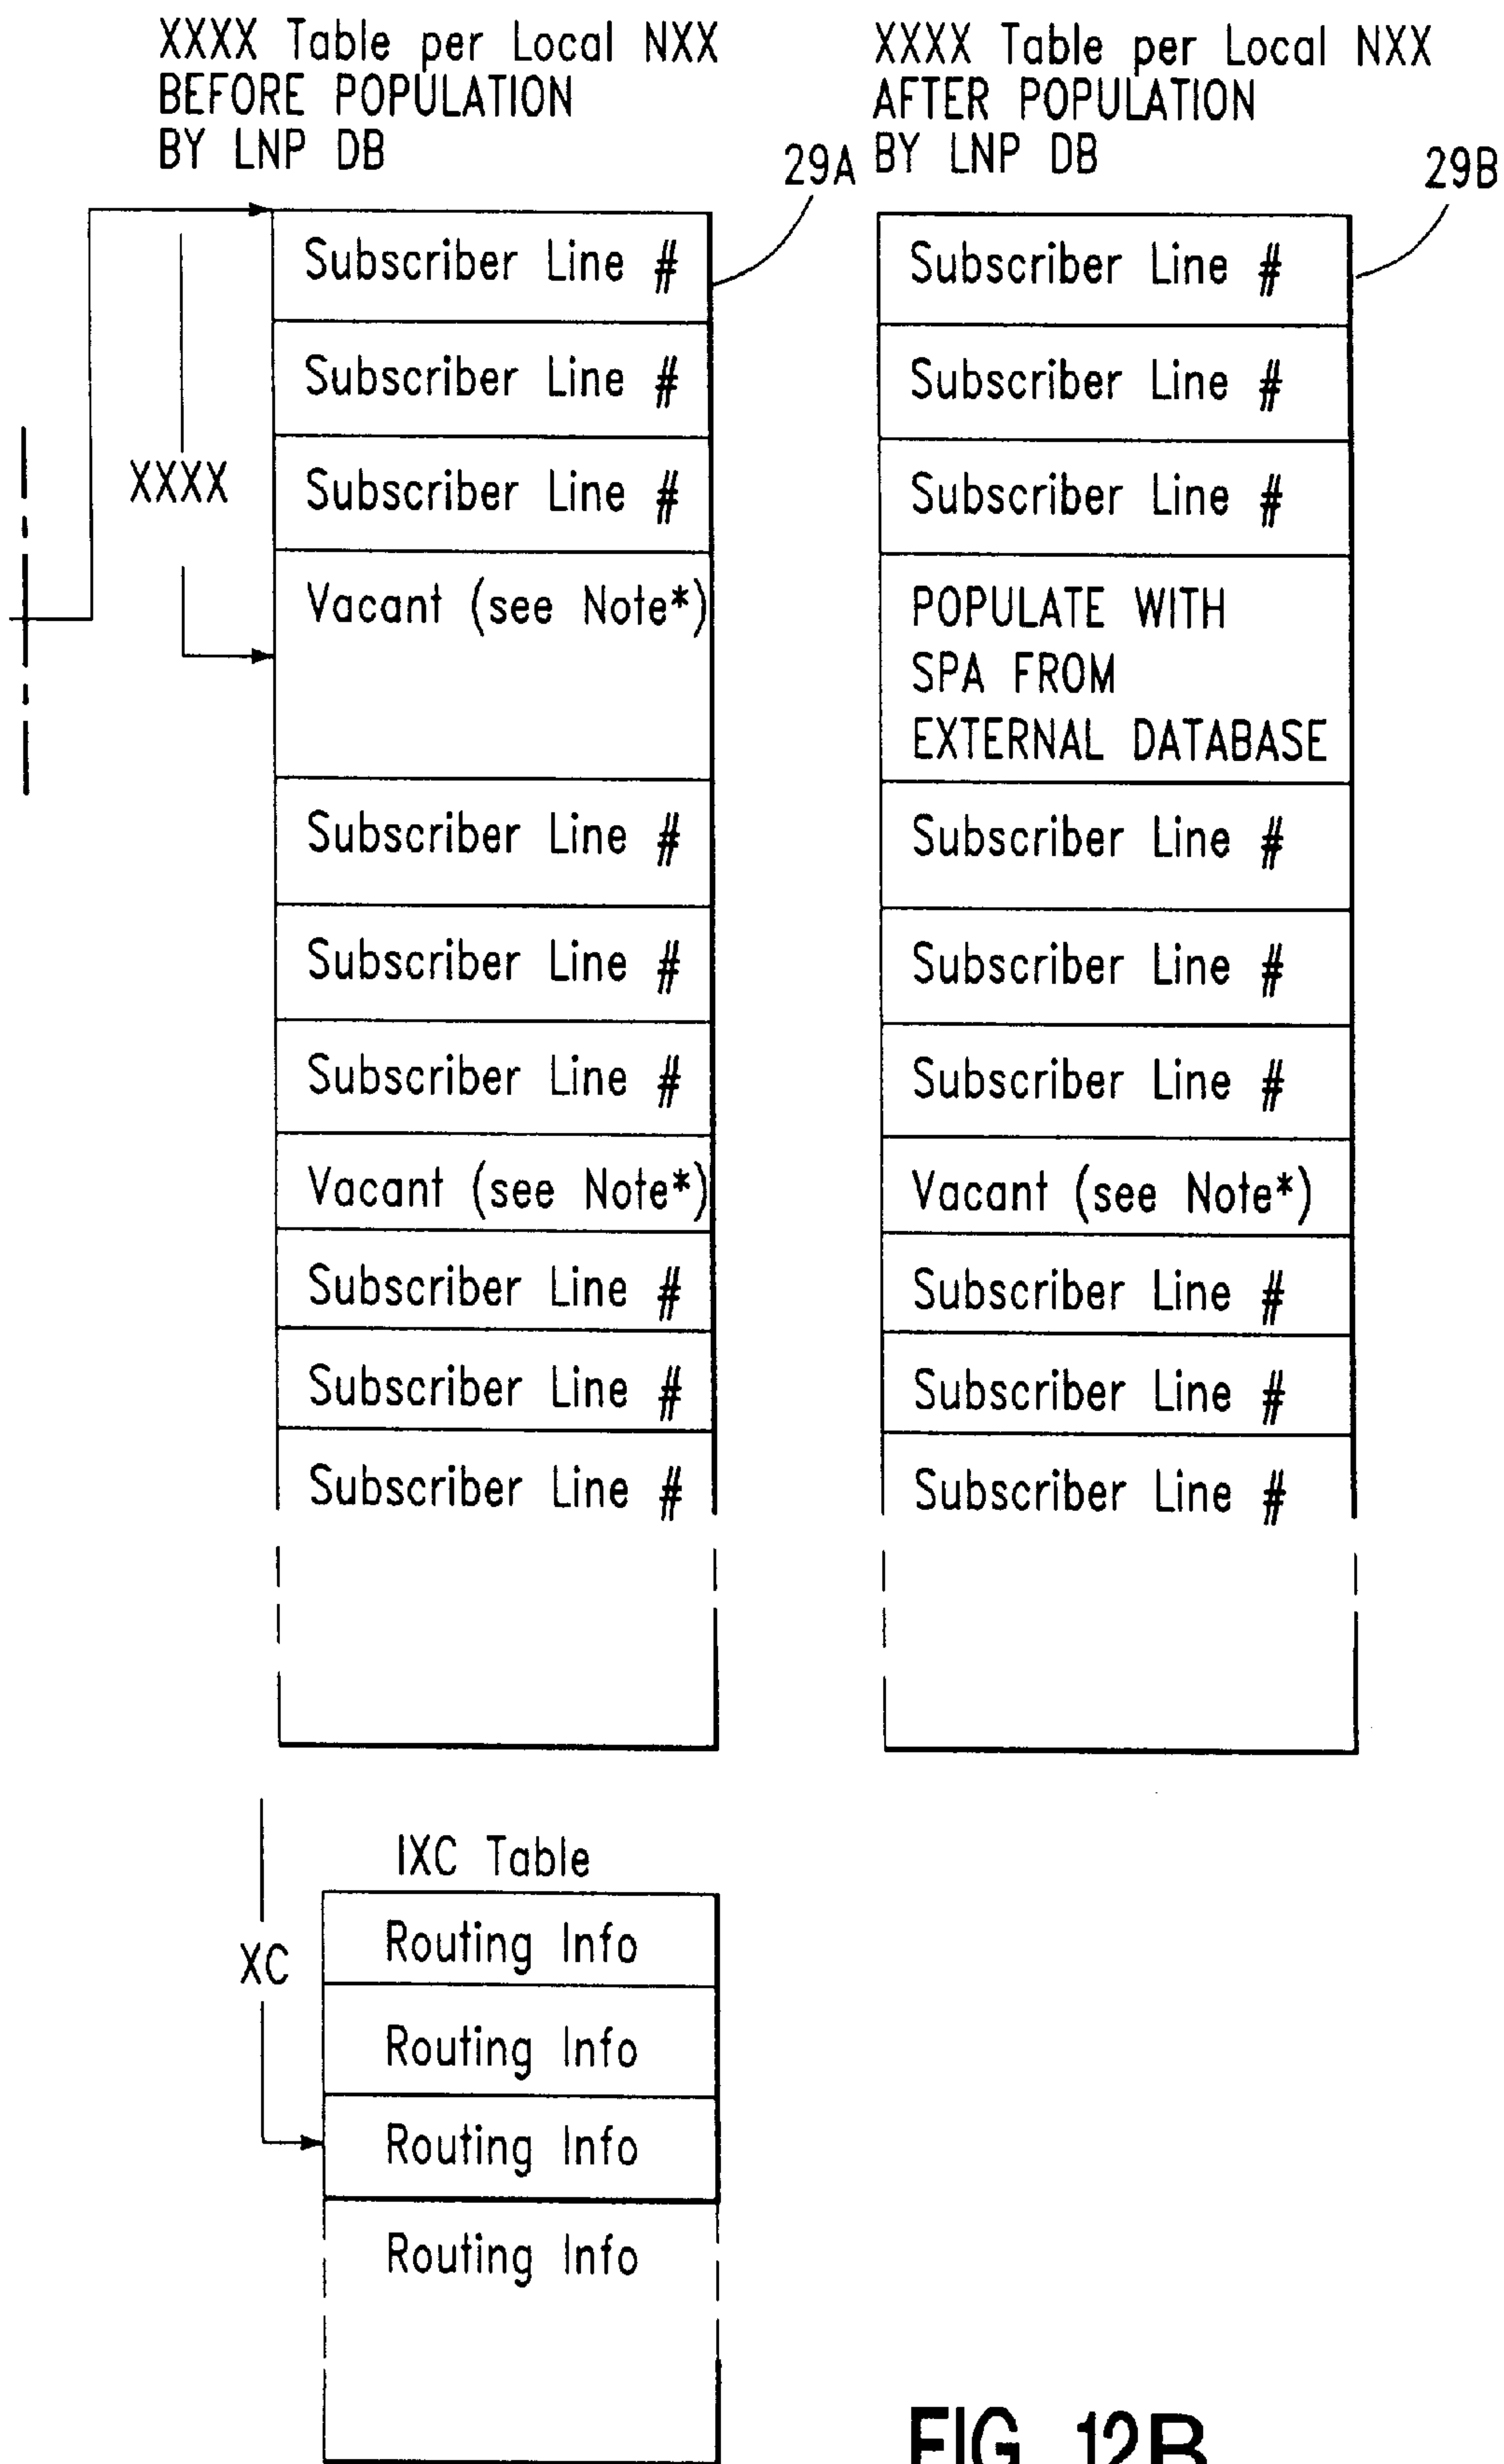 XXXX Table per Local NXX
BEFORE POPULATION
BY LNP DB
29A
XXXX
Subscriber Line #
Subscriber Line #
Subscriber Line #
Vacant (see Note*)
Subscriber Line #
Subscriber Line #
Subscriber Line #
Vacant (see Note*)
Subscriber Line #
Subscriber Line #
Subscriber Line #
XXXX Table per Local NXX
AFTER POPULATION
BY LNP DB
29B
Subscriber Line #
Subscriber Line #
Subscriber Line #
POPULATE WITH
SPA FROM
EXTERNAL DATABASE
Subscriber Line #
Subscriber Line #
Subscriber Line #
Vacant (see Note*)
Subscriber Line #
Subscriber Line #
Subscriber Line #
IXC Table
XC
Routing Info
Routing Info
Routing Info
Routing Info
FIG. 12B